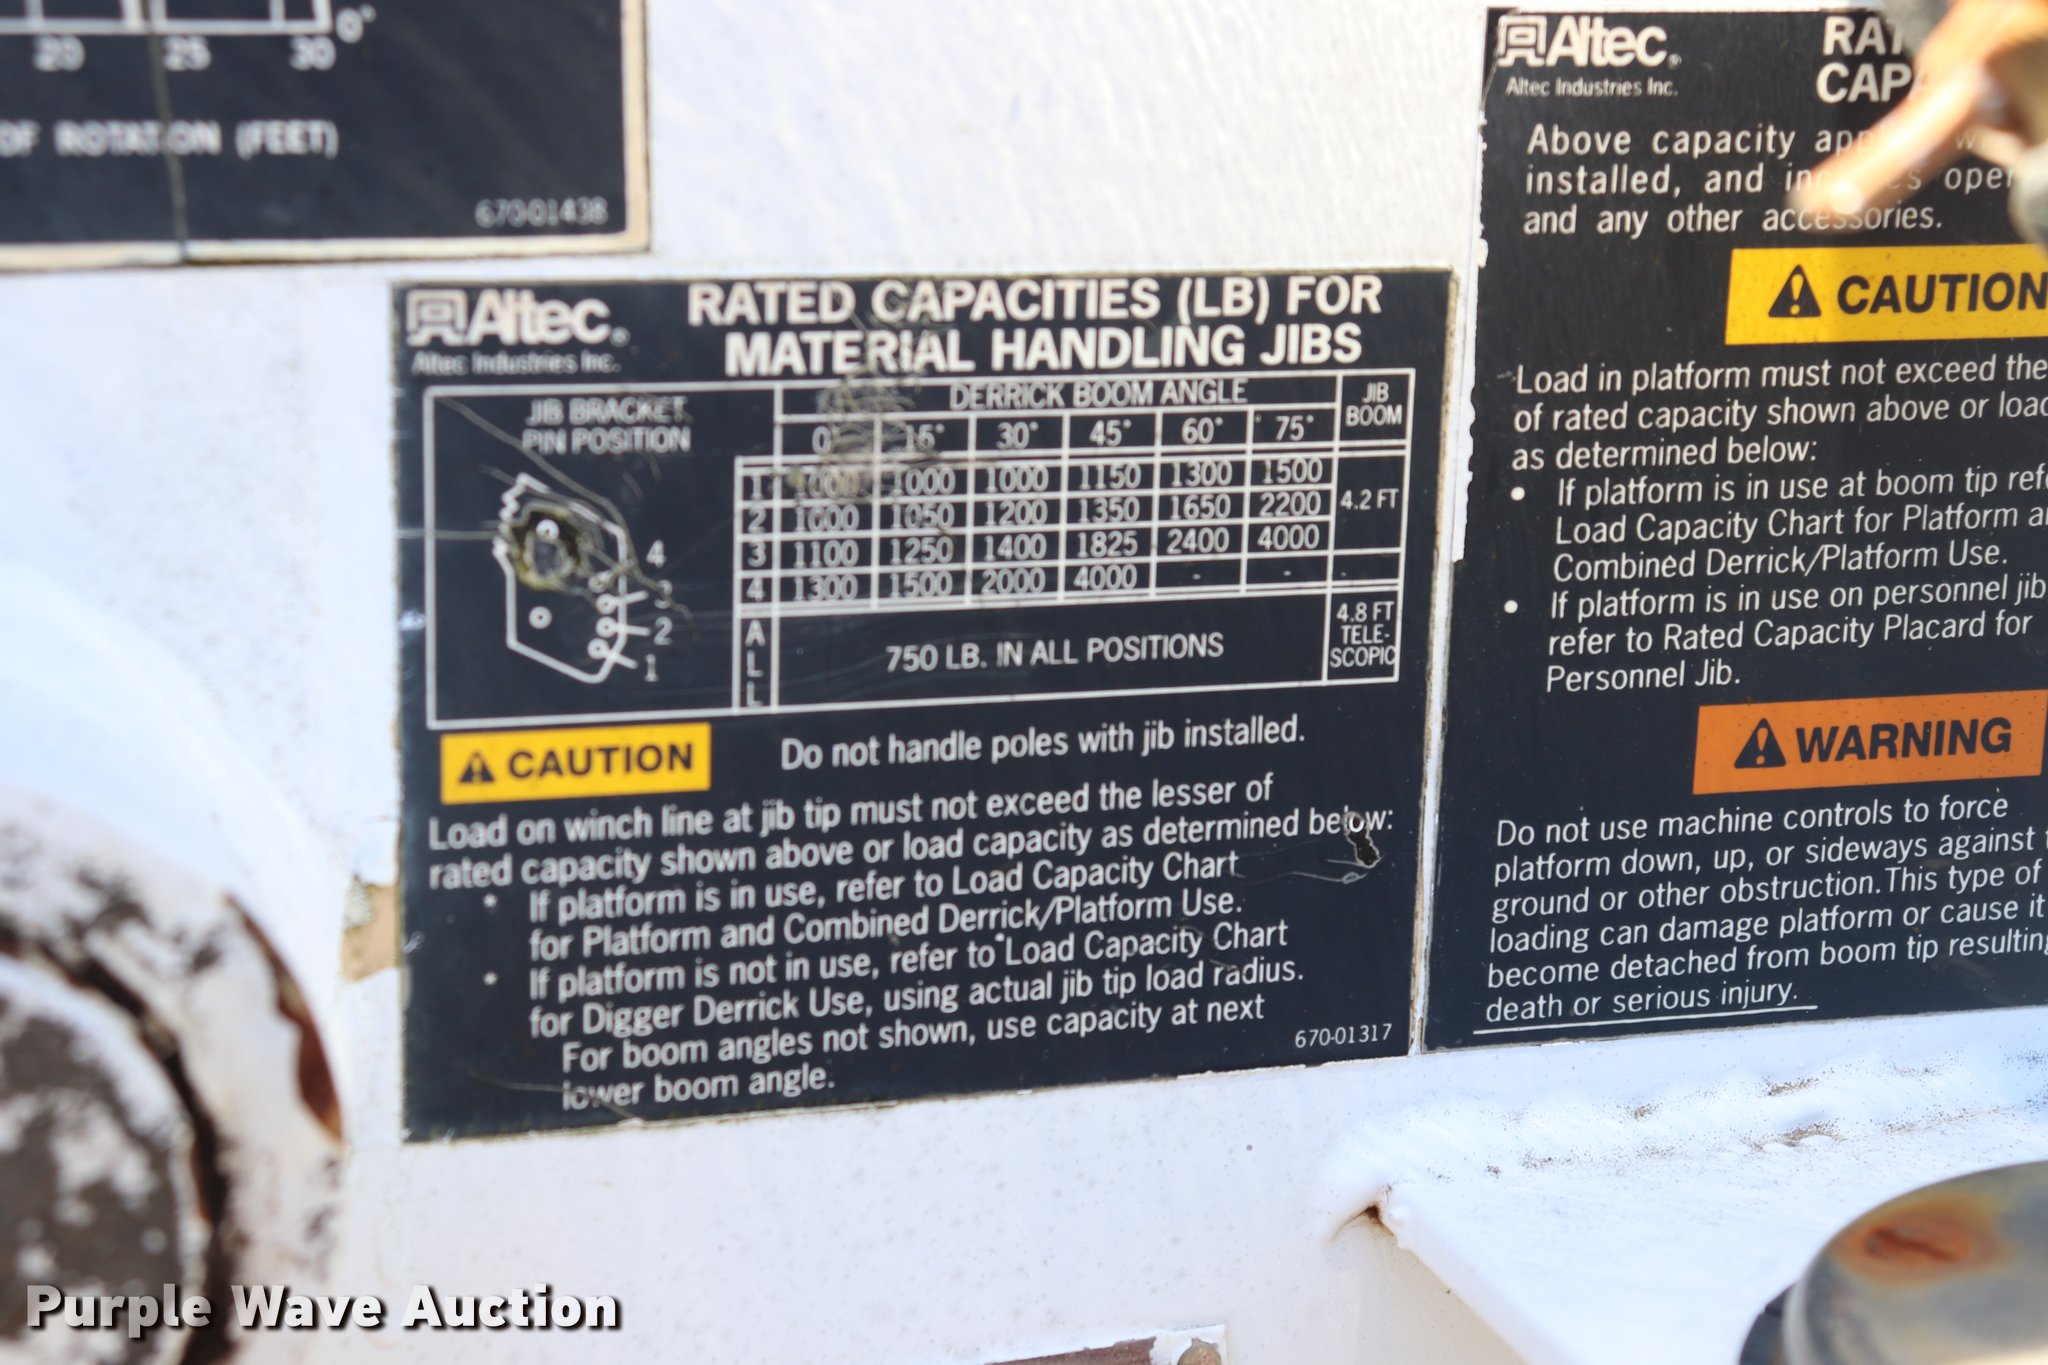 20 25 30 0°
OF ROTATION (FEET)
670-01438
Altec®
Altec Industries Inc.
RATED CAPACITIES (LB) FOR
MATERIAL HANDLING JIBS
JIB BRACKET
PIN POSITION
DERRICK BOOM ANGLE
JIB
BOOM
0° 15° 30° 45° 60° 75°
1 1000 1000 1000 1150 1300 1500
2 1000 1050 1200 1350 1650 2200
4.2 FT
3 1100 1250 1400 1825 2400 4000
4 1300 1500 2000 4000 - -
4
3
2
1
ALL
750 LB. IN ALL POSITIONS
4.8 FT
TELE-
SCOPIC
CAUTION
Do not handle poles with jib installed.
Load on winch line at jib tip must not exceed the lesser of
rated capacity shown above or load capacity as determined below:
• If platform is in use, refer to Load Capacity Chart
for Platform and Combined Derrick/Platform Use.
• If platform is not in use, refer to Load Capacity Chart
for Digger Derrick Use, using actual jib tip load radius.
For boom angles not shown, use capacity at next
lower boom angle.
670-01317
Altec®
Altec Industries Inc.
Above capacity
installed, and includes
and any other accessories.
CAUTION
Load in platform must not exceed the
of rated capacity shown above or load
as determined below:
• If platform is in use at boom tip
Load Capacity Chart for Platform
Combined Derrick/Platform Use.
• If platform is in use on personnel jib
refer to Rated Capacity Placard for
Personnel Jib.
WARNING
Do not use machine controls to force
platform down, up, or sideways against
ground or other obstruction. This type of
loading can damage platform or cause it
become detached from boom tip resulting
death or serious injury.
Purple Wave Auction